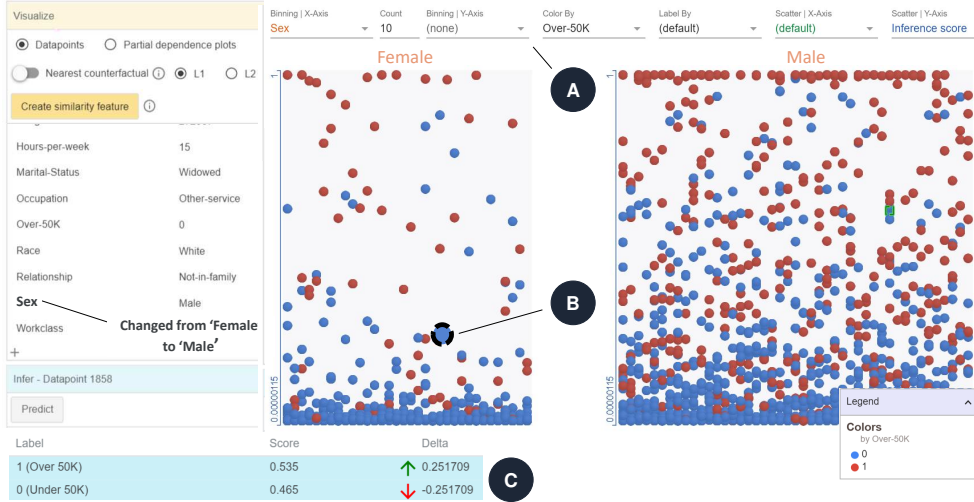 Visualize
Datapoints Partial dependence plots
Nearest counterfactual L1 L2
Create similarity feature
Hours-per-week 15
Marital-Status Widowed
Occupation Other-service
Over-50K 0
Race White
Relationship Not-in-family
Sex Male
Workclass
Changed from ‘Female
to ‘Male’
+
Infer - Datapoint 1858
Predict
Binning | X-Axis Count Binning | Y-Axis Color By Label By Scatter | X-Axis Scatter | Y-Axis
Sex 10 (none) Over-50K (default) (default) Inference score
Female Male
A
B
1
0.00000115
1
0.00000115
Legend
Colors
by Over-50K
0
1
Label Score Delta
1 (Over 50K) 0.535 0.251709
0 (Under 50K) 0.465 -0.251709
C